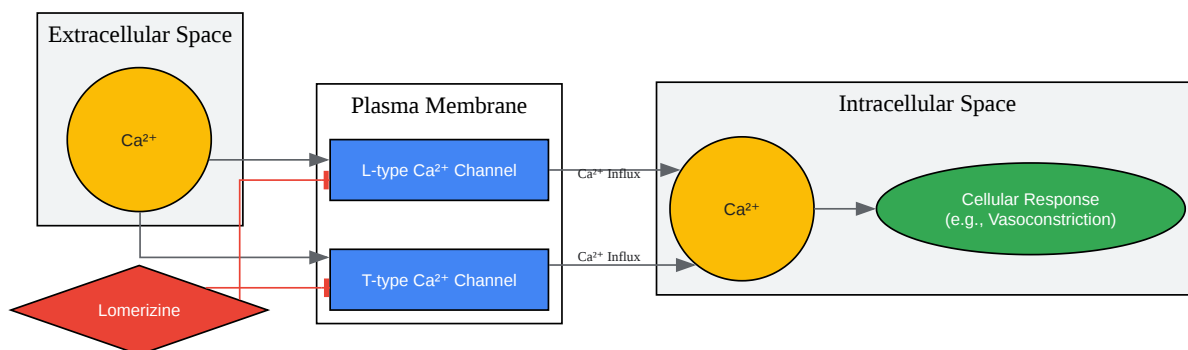 Extracellular Space
Ca²⁺
Plasma Membrane
L-type Ca²⁺ Channel
T-type Ca²⁺ Channel
Lomerizine
Ca²⁺ Influx
Ca²⁺ Influx
Intracellular Space
Ca²⁺
Cellular Response
(e.g., Vasoconstriction)